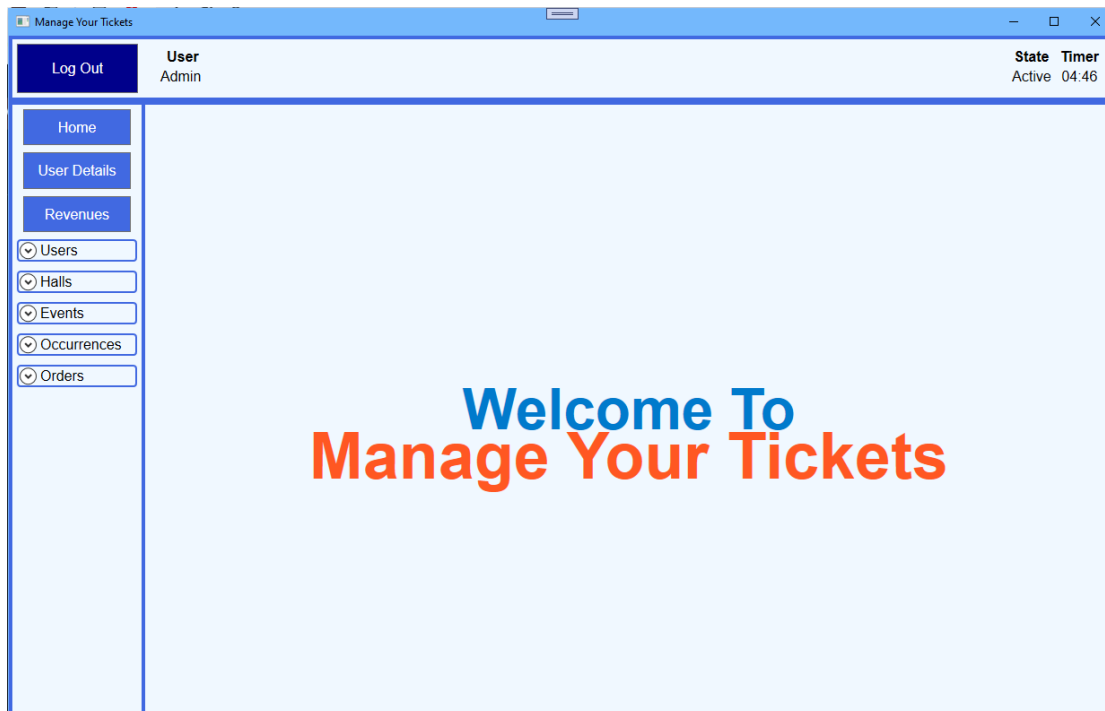 Manage Your Tickets
Log Out
User
Admin
State Timer
Active 04:46
Home
User Details
Revenues
Users
Halls
Events
Occurrences
Orders
Welcome To
Manage Your Tickets